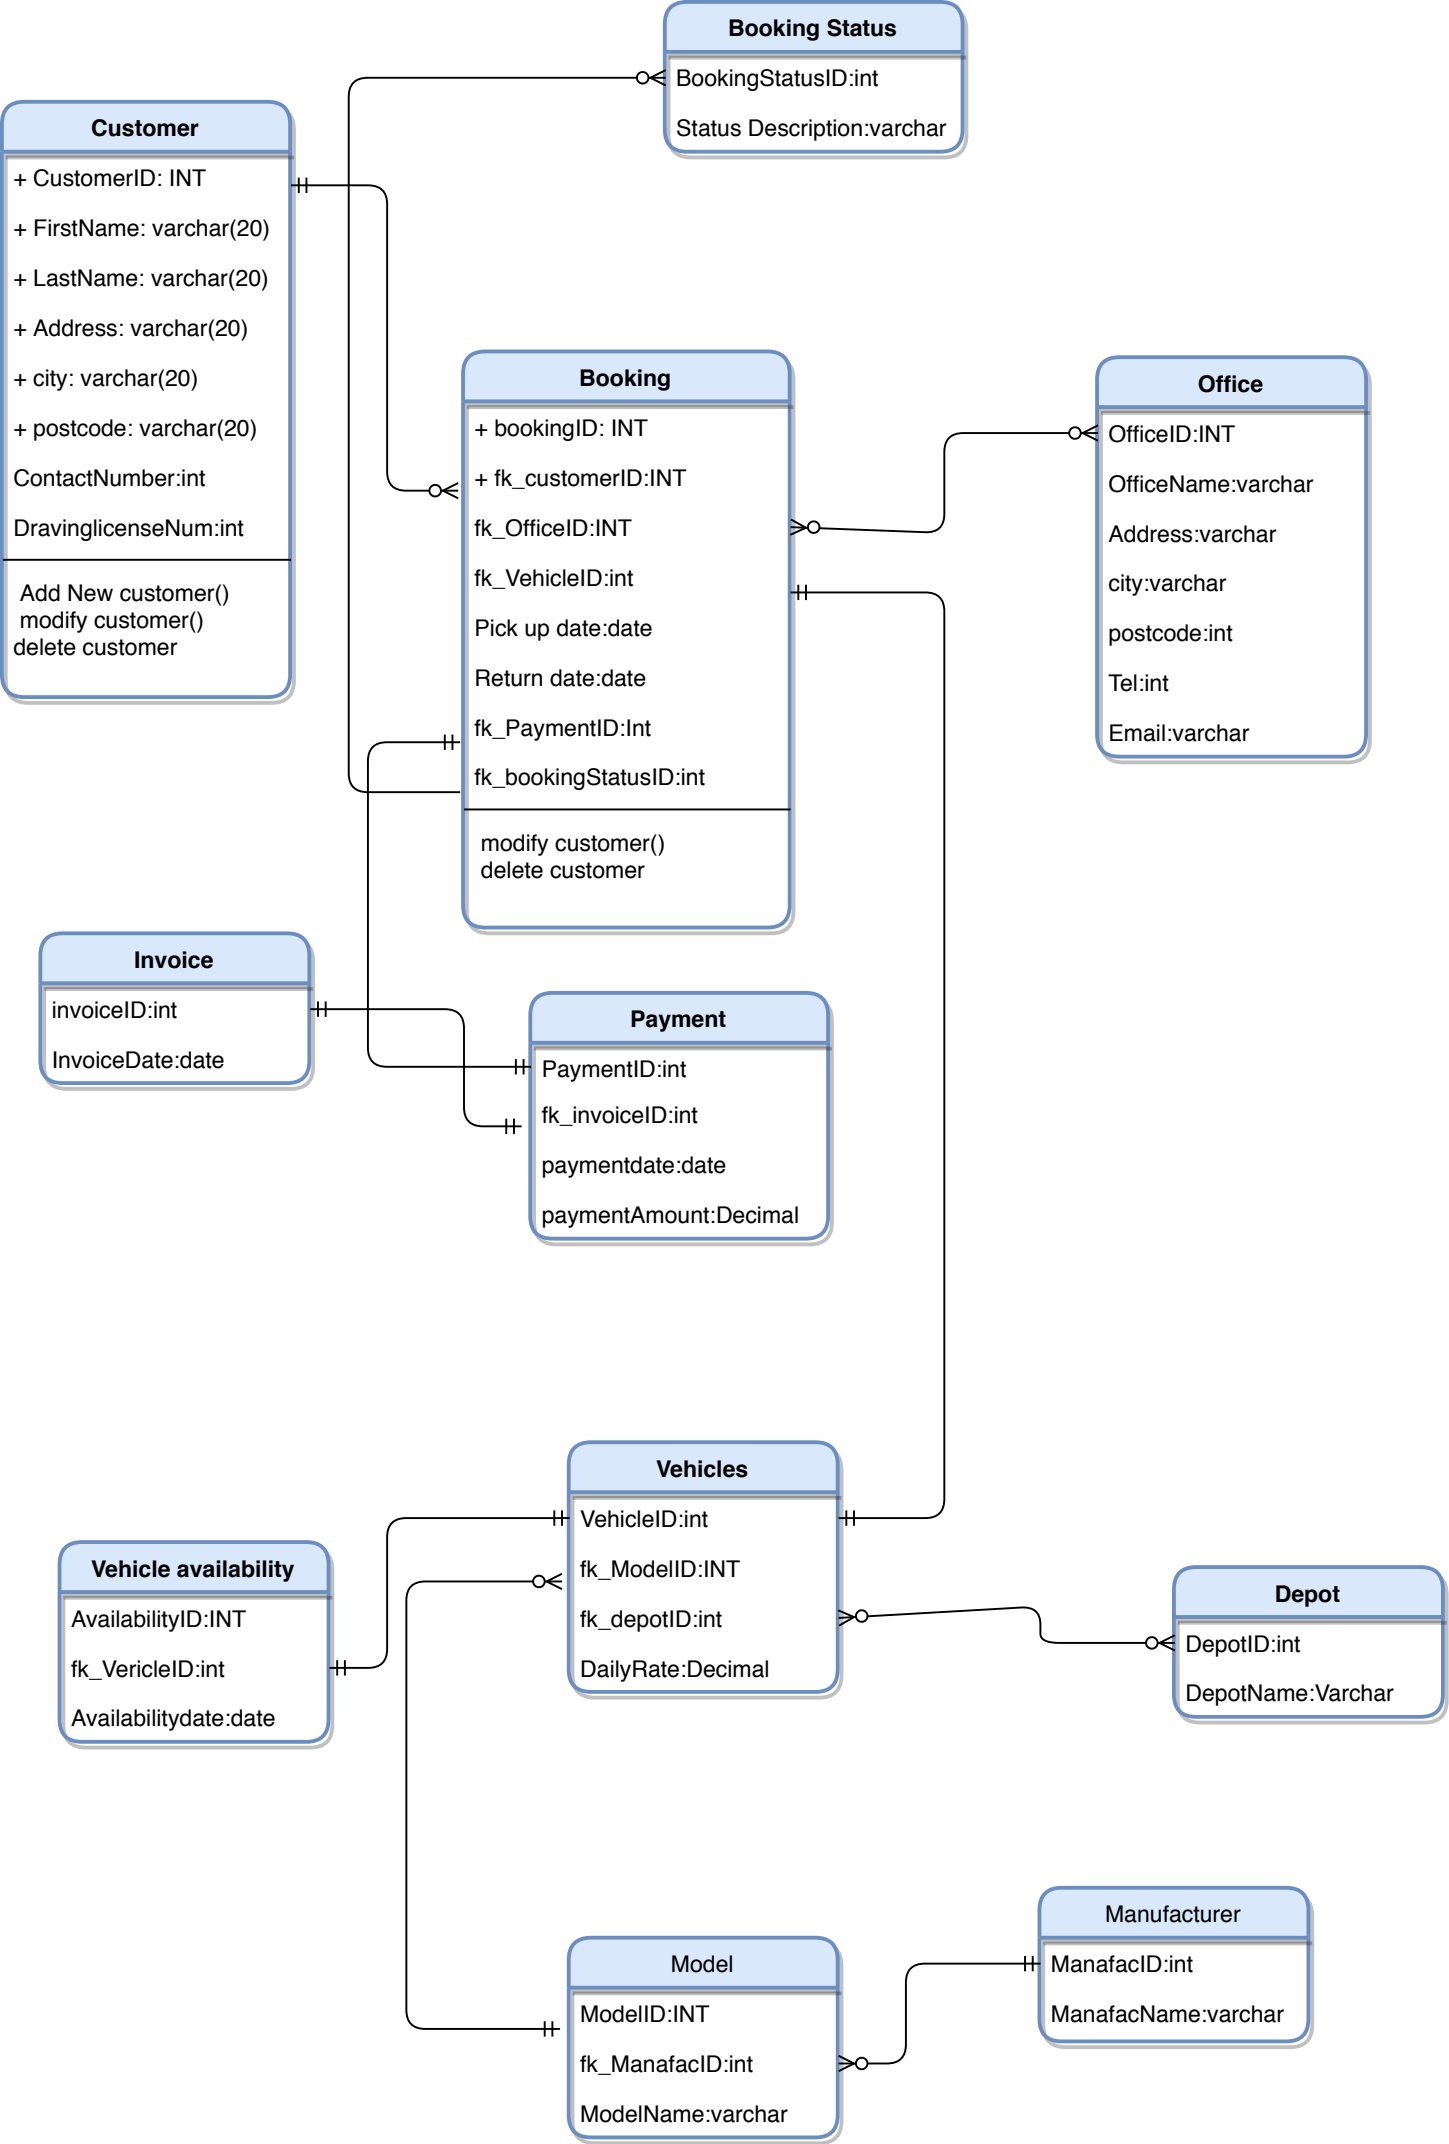 Booking Status
BookingStatusID:int
Status Description:varchar
Customer
+ CustomerID: INT
+ FirstName: varchar(20)
+ LastName: varchar(20)
+ Address: varchar(20)
+ city: varchar(20)
+ postcode: varchar(20)
ContactNumber:int
DravinglicenseNum:int
Add New customer()
modify customer()
delete customer
Booking
+ bookingID: INT
+ fk_customerID:INT
fk_OfficeID:INT
fk_VehicleID:int
Pick up date:date
Return date:date
fk_PaymentID:Int
fk_bookingStatusID:int
modify customer()
delete customer
Office
OfficeID:INT
OfficeName:varchar
Address:varchar
city:varchar
postcode:int
Tel:int
Email:varchar
Invoice
invoiceID:int
InvoiceDate:date
Payment
PaymentID:int
fk_invoiceID:int
paymentdate:date
paymentAmount:Decimal
Vehicles
VehicleID:int
fk_ModelID:INT
fk_depotID:int
DailyRate:Decimal
Vehicle availability
AvailabilityID:INT
fk_VericleID:int
Availabilitydate:date
Depot
DepotID:int
DepotName:Varchar
Manufacturer
ManafacID:int
ManafacName:varchar
Model
ModelID:INT
fk_ManafacID:int
ModelName:varchar